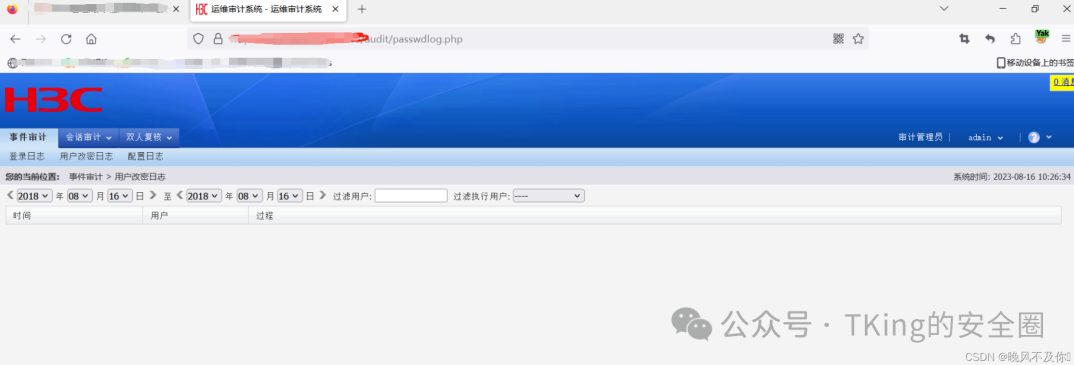 H3C 运维审计系统 - 运维审计系统
audit/passwdlog.php
Yak
移动设备上的书签
H3C
0 消息
事件审计 会话审计 双人复核 审计管理员 | admin |
登录日志 用户改密日志 配置日志
您的当前位置: 事件审计 > 用户改密日志 系统时间: 2023-08-16 10:26:34
2018 年 08 月 16 日 至 2018 年 08 月 16 日 过滤用户: 过滤执行用户: ----
时间 用户 过程
公众号 · TKing的安全圈
CSDN @晚风不及你